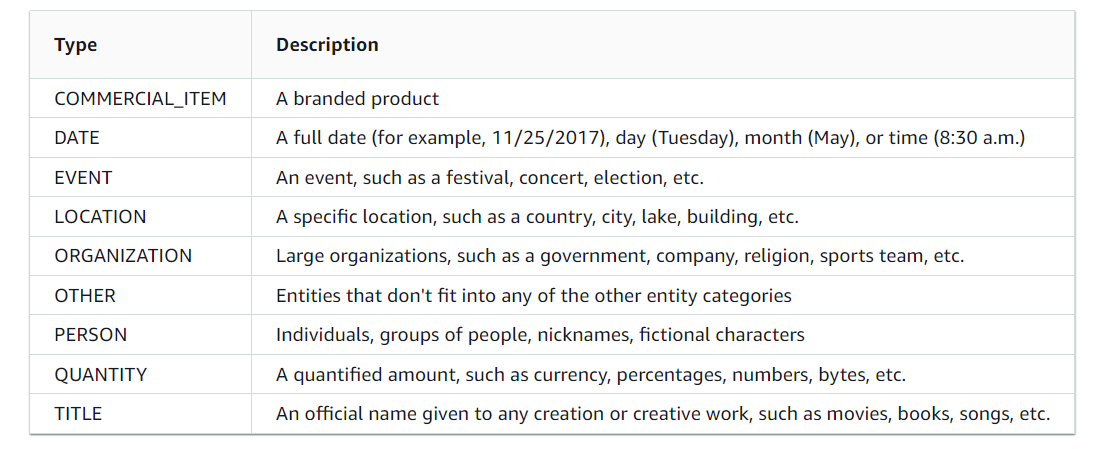 Type Description
COMMERCIAL_ITEM A branded product
DATE A full date (for example, 11/25/2017), day (Tuesday), month (May), or time (8:30 a.m.)
EVENT An event, such as a festival, concert, election, etc.
LOCATION A specific location, such as a country, city, lake, building, etc.
ORGANIZATION Large organizations, such as a government, company, religion, sports team, etc.
OTHER Entities that don't fit into any of the other entity categories
PERSON Individuals, groups of people, nicknames, fictional characters
QUANTITY A quantified amount, such as currency, percentages, numbers, bytes, etc.
TITLE An official name given to any creation or creative work, such as movies, books, songs, etc.